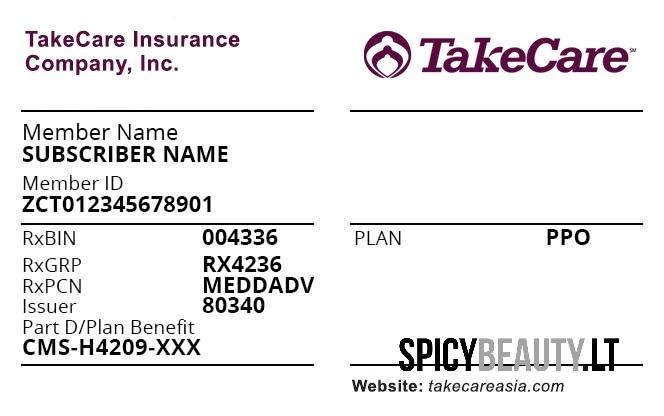 TakeCare Insurance
Company, Inc.
TakeCare℠
Member Name
SUBSCRIBER NAME
Member ID
ZCT012345678901
RxBIN 004336
PLAN PPO
RxGRP RX4236
RxPCN MEDDADV
Issuer 80340
Part D/Plan Benefit
CMS-H4209-XXX
SPICYBEAUTY.LT
Website: takecareasia.com